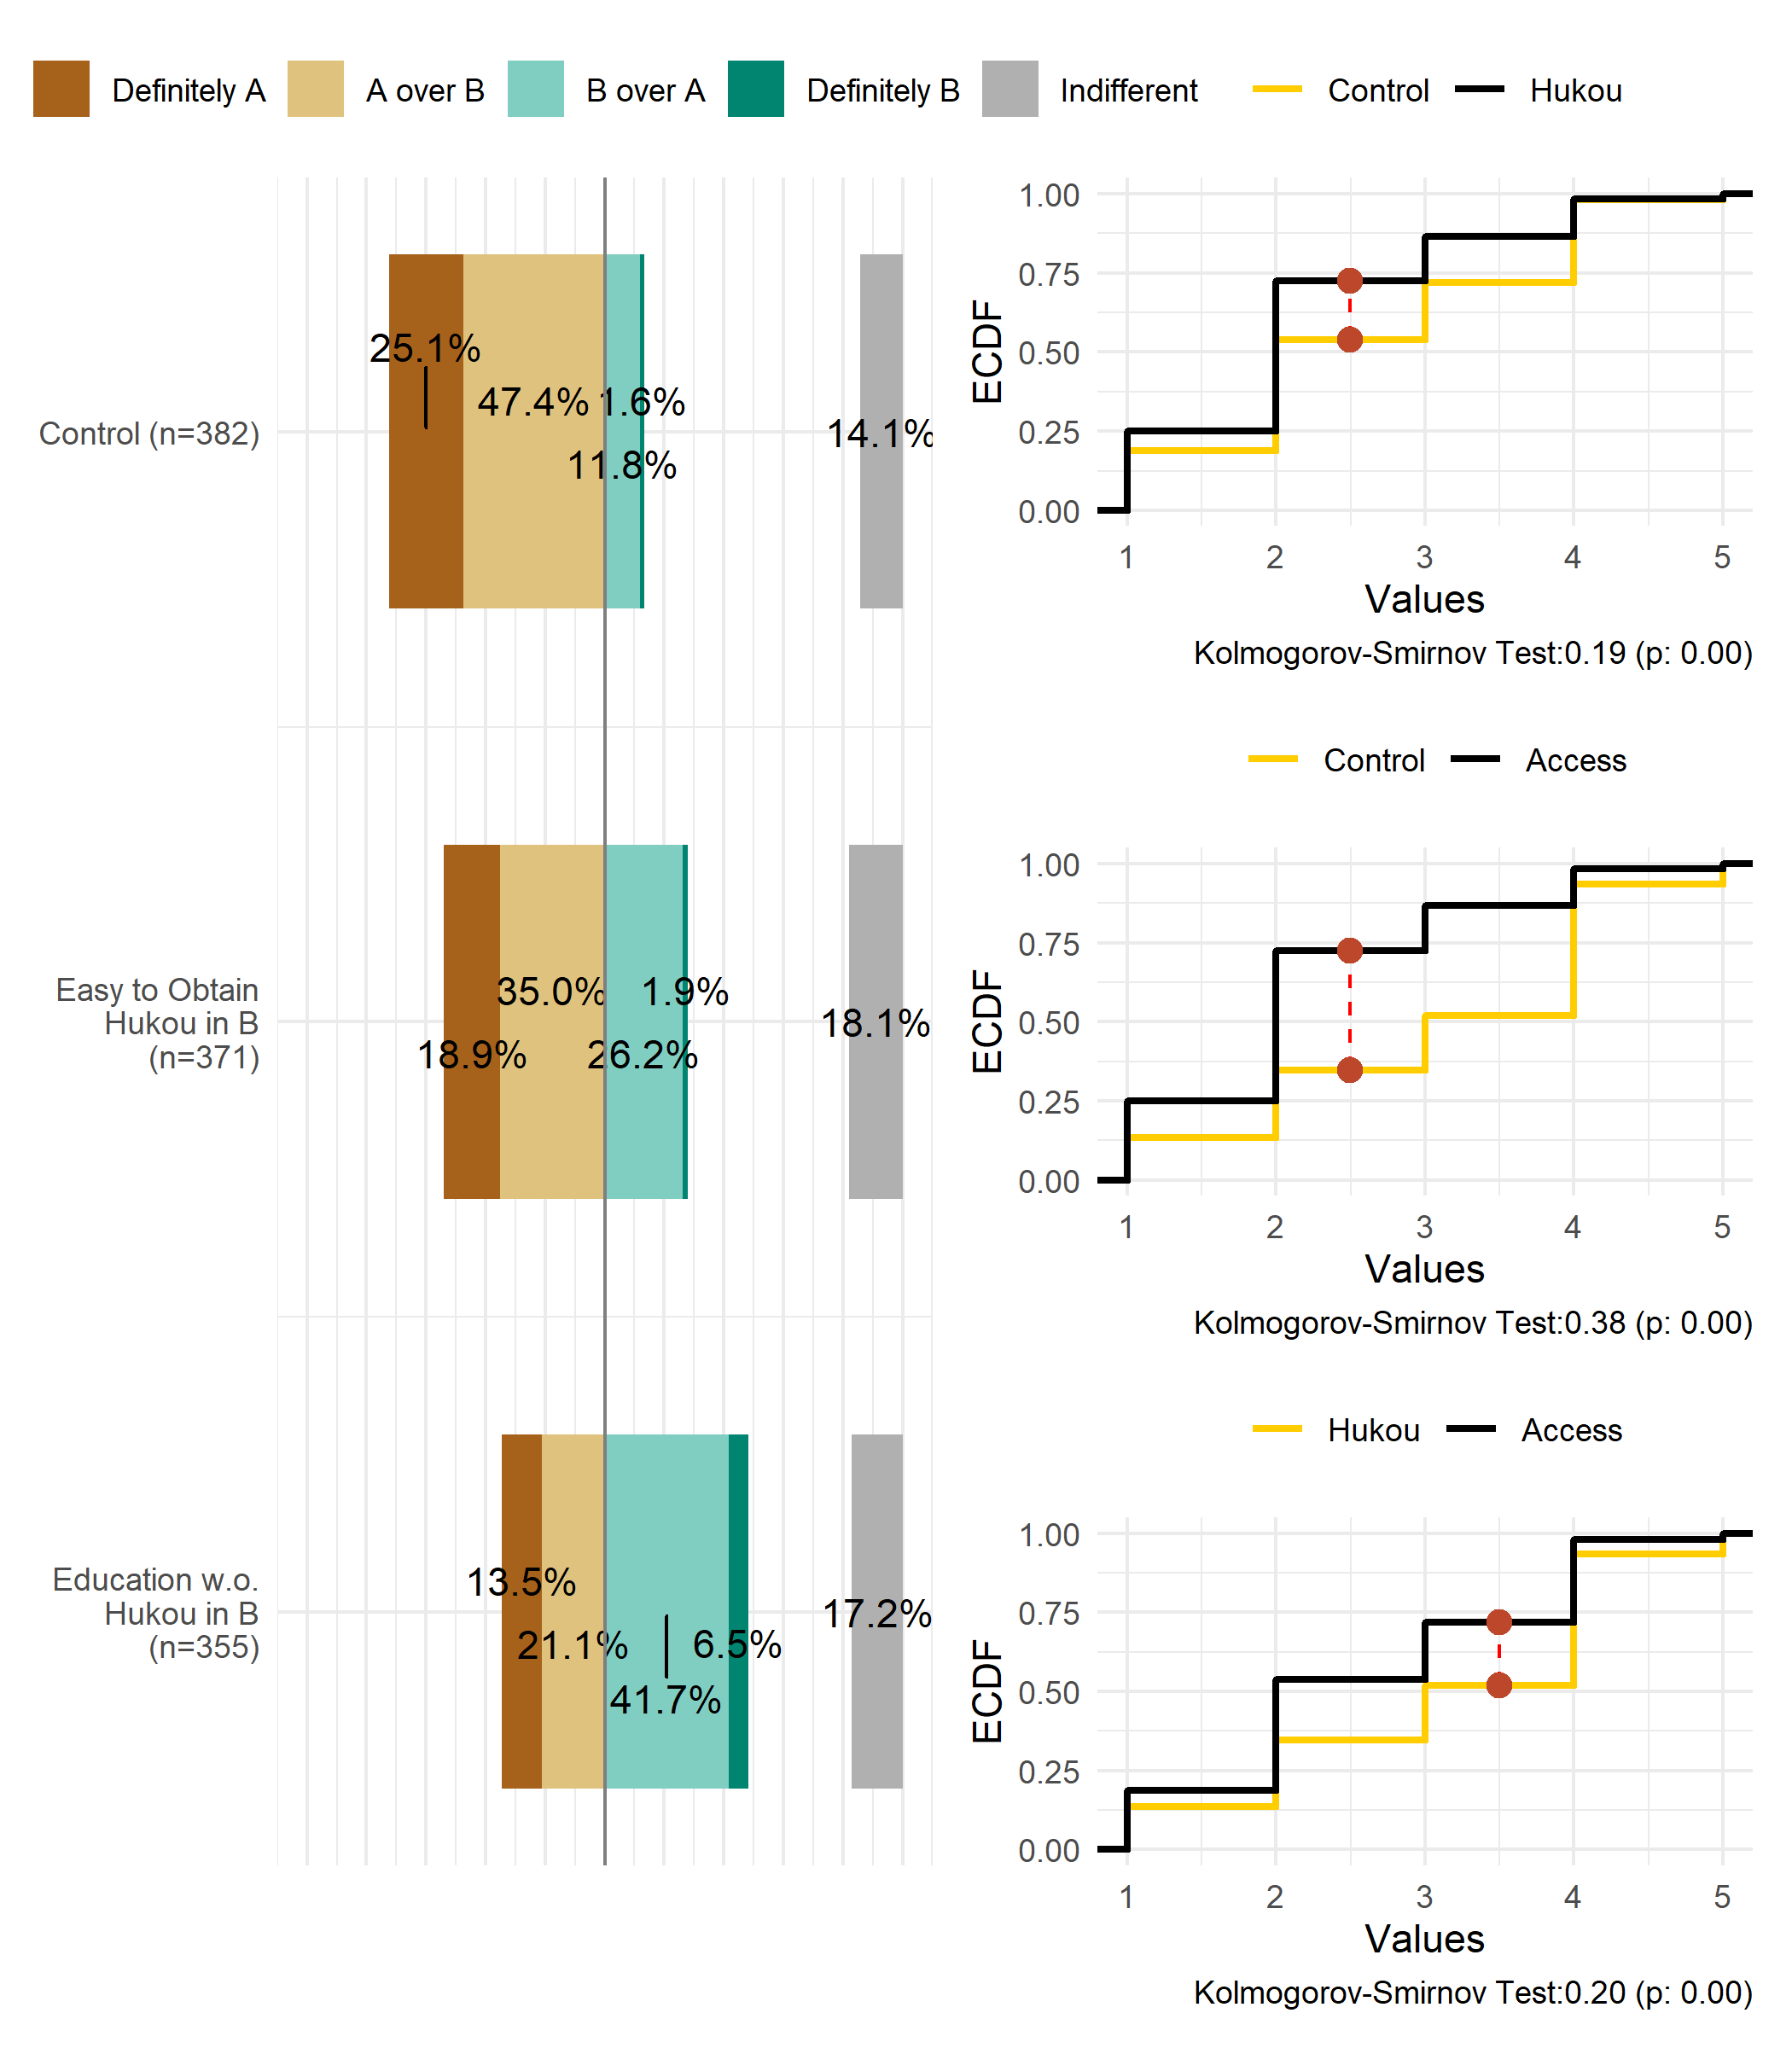 Definitely A
A over B
B over A
Definitely B
Indifferent
Control (n=382)
25.1%
47.4%
1.6%
11.8%
14.1%
Easy to Obtain
Hukou in B
(n=371)
35.0%
1.9%
18.9%
26.2%
18.1%
Education w.o.
Hukou in B
(n=355)
13.5%
21.1%
6.5%
41.7%
17.2%
Control
Hukou
ECDF
1.00
0.75
0.50
0.25
0.00
1 2 3 4 5
Values
Kolmogorov-Smirnov Test:0.19 (p: 0.00)
Control
Access
ECDF
1.00
0.75
0.50
0.25
0.00
1 2 3 4 5
Values
Kolmogorov-Smirnov Test:0.38 (p: 0.00)
Hukou
Access
ECDF
1.00
0.75
0.50
0.25
0.00
1 2 3 4 5
Values
Kolmogorov-Smirnov Test:0.20 (p: 0.00)